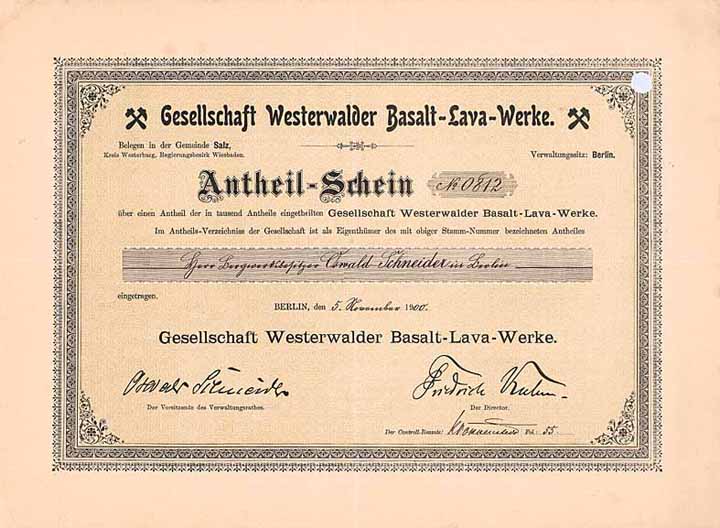 Gesellschaft Westerwalder Basalt-Lava-Werke.
Belegen in der Gemeinde Salz,
Kreis Westerburg, Regierungsbezirk Wiesbaden.
Verwaltungssitz: Berlin.
Antheil-Schein
No 0812
über einen Antheil der in tausend Antheile eingetheilten Gesellschaft Westerwalder Basalt-Lava-Werke.
Im Antheils-Verzeichniss der Gesellschaft ist als Eigenthümer des mit obiger Stamm-Nummer bezeichneten Antheiles
Herr Bergwerksbesitzer Oswald Schneider in Berlin
eingetragen.
BERLIN, den 5. November 1900.
Gesellschaft Westerwalder Basalt-Lava-Werke.
Oswald Schneider
Friedrich
Der Vorsitzende des Verwaltungsrathes.
Der Director.
Der Controll-Beamte:
Fol. 55.